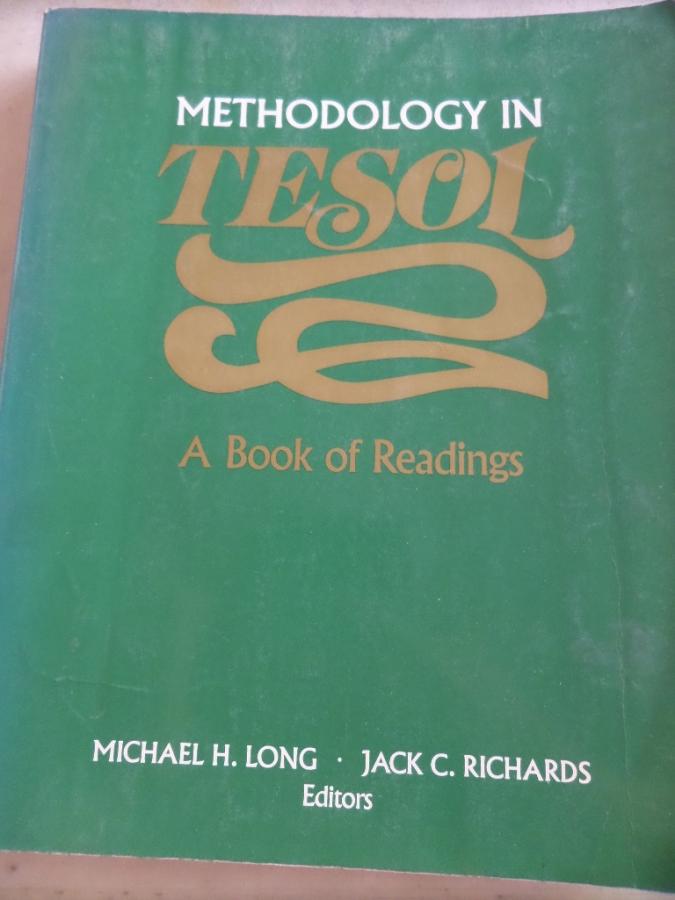 METHODOLOGY IN
TESOL
A Book of Readings
MICHAEL H. LONG · JACK C. RICHARDS
Editors